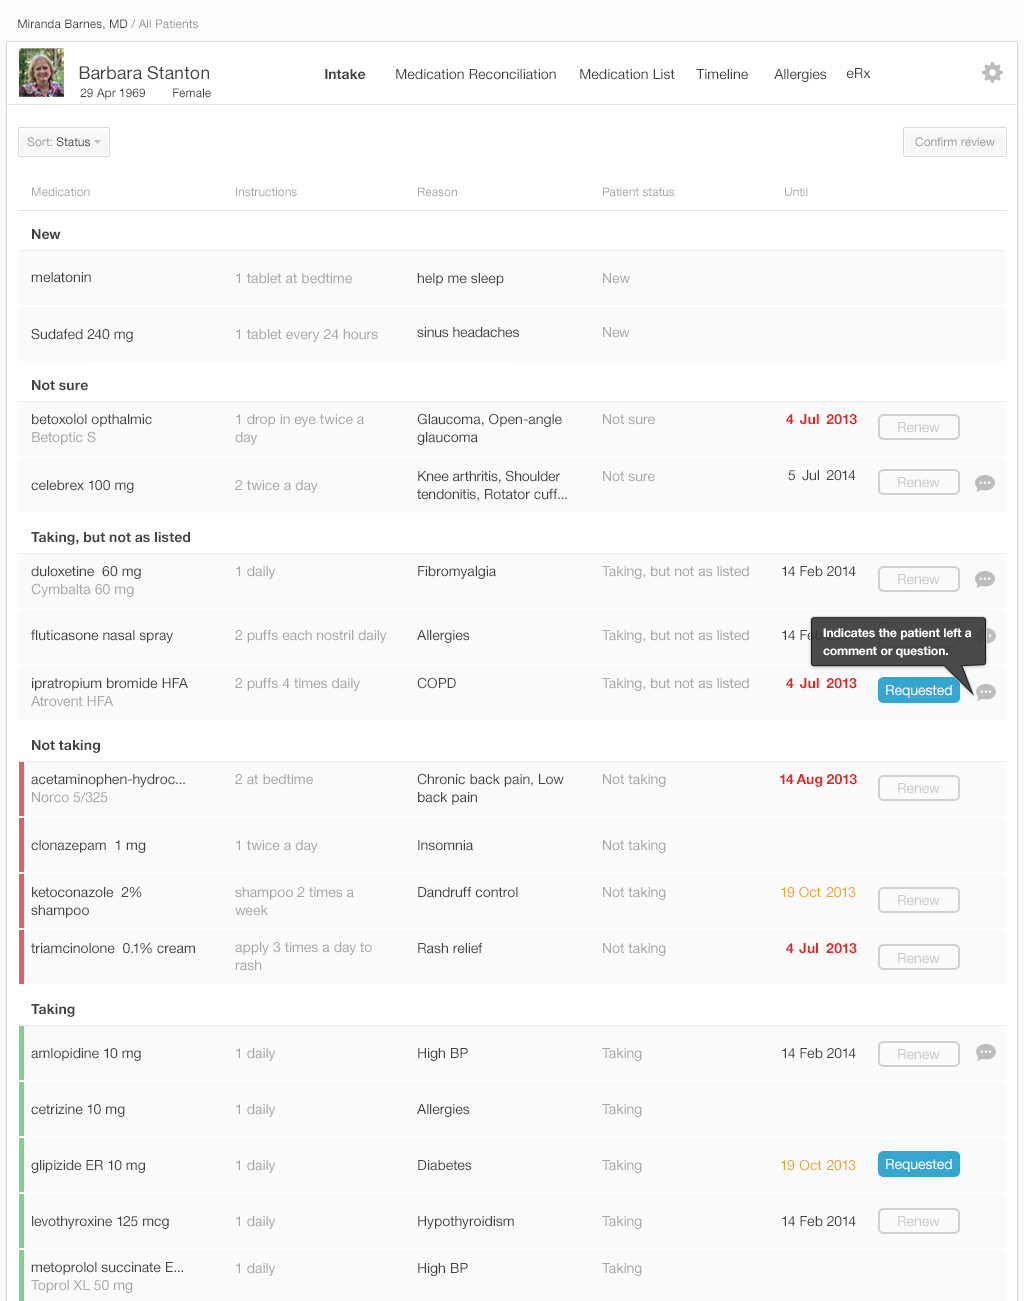 Miranda Barnes, MD / All Patients
Barbara Stanton
29 Apr 1969 Female
Intake Medication Reconciliation Medication List Timeline Allergies eRx
Sort: Status
Confirm review
Medication Instructions Reason Patient status Until
New
melatonin 1 tablet at bedtime help me sleep New
Sudafed 240 mg 1 tablet every 24 hours sinus headaches New
Not sure
betoxolol opthalmic 1 drop in eye twice a Glaucoma, Open-angle Not sure 4 Jul 2013 Renew
Betoptic S day glaucoma
celebrex 100 mg 2 twice a day Knee arthritis, Shoulder Not sure 5 Jul 2014 Renew
tendonitis, Rotator cuff...
Taking, but not as listed
duloxetine 60 mg 1 daily Fibromyalgia Taking, but not as listed 14 Feb 2014 Renew
Cymbalta 60 mg
fluticasone nasal spray 2 puffs each nostril daily Allergies Taking, but not as listed 14
Indicates the patient left a
comment or question.
ipratropium bromide HFA 2 puffs 4 times daily COPD Taking, but not as listed 4 Jul 2013 Requested
Atrovent HFA
Not taking
acetaminophen-hydroc... 2 at bedtime Chronic back pain, Low Not taking 14 Aug 2013 Renew
Norco 5/325 back pain
clonazepam 1 mg 1 twice a day Insomnia Not taking
ketoconazole 2% shampoo 2 times a Dandruff control Not taking 19 Oct 2013 Renew
shampoo week
triamcinolone 0.1% cream apply 3 times a day to Rash relief Not taking 4 Jul 2013 Renew
rash
Taking
amlopidine 10 mg 1 daily High BP Taking 14 Feb 2014 Renew
cetrizine 10 mg 1 daily Allergies Taking
glipizide ER 10 mg 1 daily Diabetes Taking 19 Oct 2013 Requested
levothyroxine 125 mcg 1 daily Hypothyroidism Taking 14 Feb 2014 Renew
metoprolol succinate E... 1 daily High BP Taking
Toprol XL 50 mg